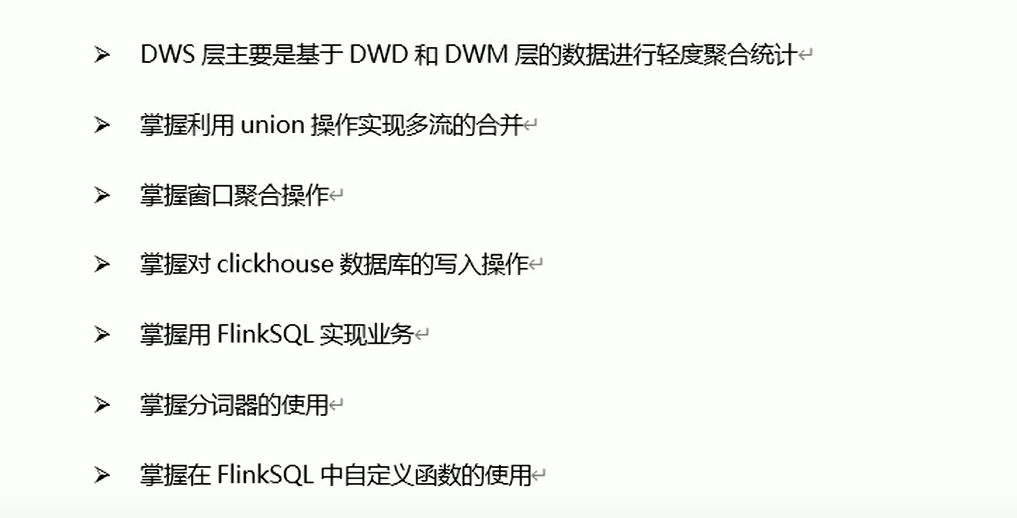 ➢ DWS 层主要是基于 DWD 和 DWM 层的数据进行轻度聚合统计↵
➢ 掌握利用 union 操作实现多流的合并↵
➢ 掌握窗口聚合操作↵
➢ 掌握对 clickhouse 数据库的写入操作↵
➢ 掌握用 FlinkSQL 实现业务↵
➢ 掌握分词器的使用↵
➢ 掌握在 FlinkSQL 中自定义函数的使用↵